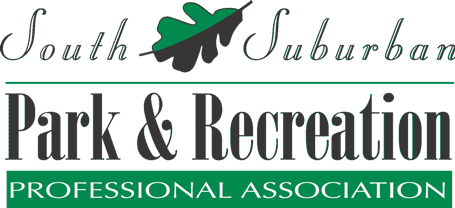 South Suburban
Park & Recreation
PROFESSIONAL ASSOCIATION